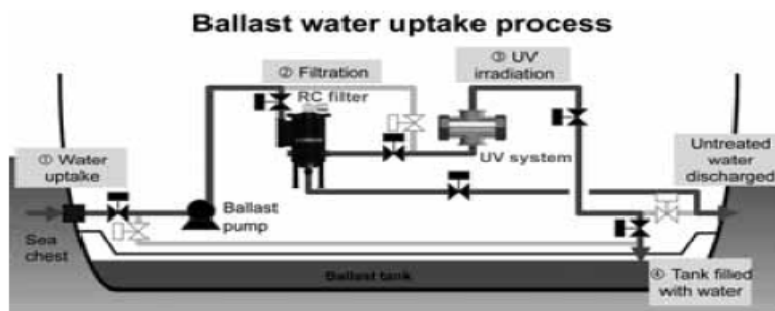 Ballast water uptake process
② Filtration
RC filter
③ UV
irradiation
① Water
uptake
UV system
Untreated
water
discharged
Ballast
pump
Sea
chest
Ballast tank
④ Tank filled
with water